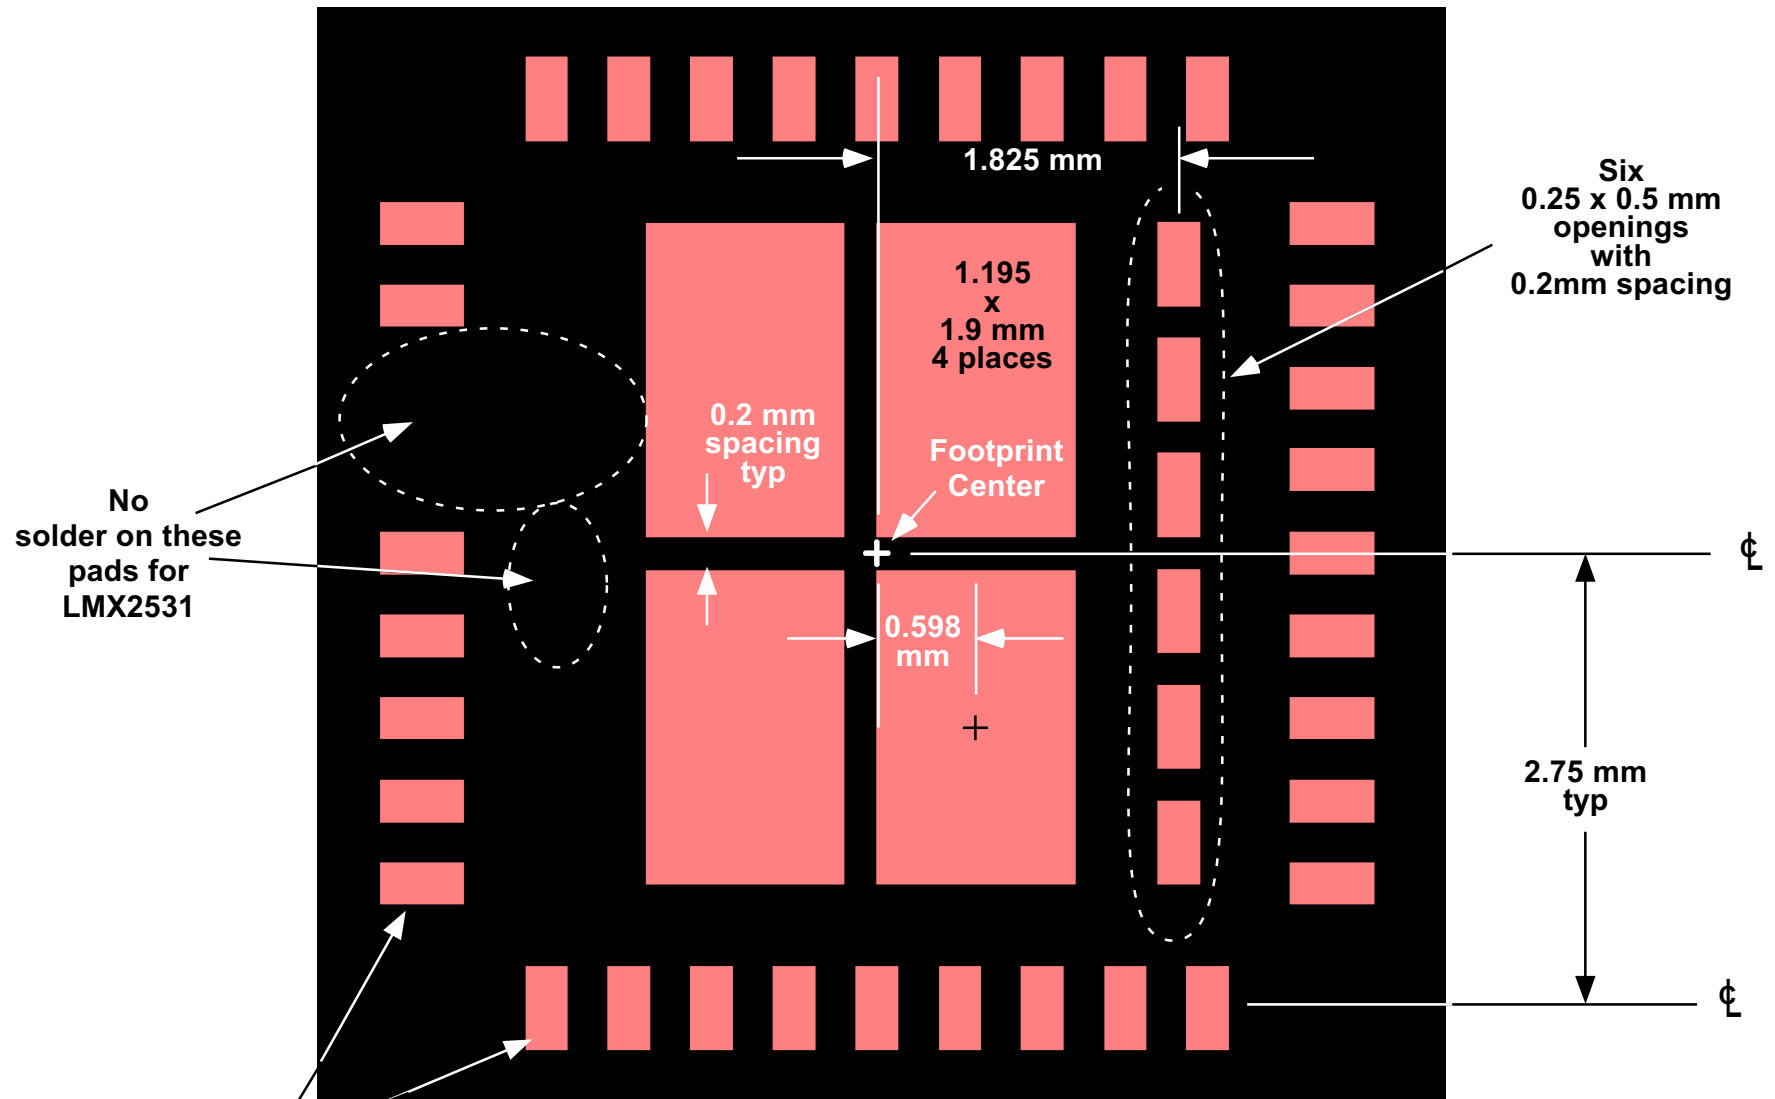 1.825 mm
Six
0.25 x 0.5 mm
openings
with
0.2mm spacing
1.195
x
1.9 mm
4 places
0.2 mm
spacing
typ
Footprint
Center
No
solder on these
pads for
LMX2531
℄
0.598
mm
2.75 mm
typ
℄